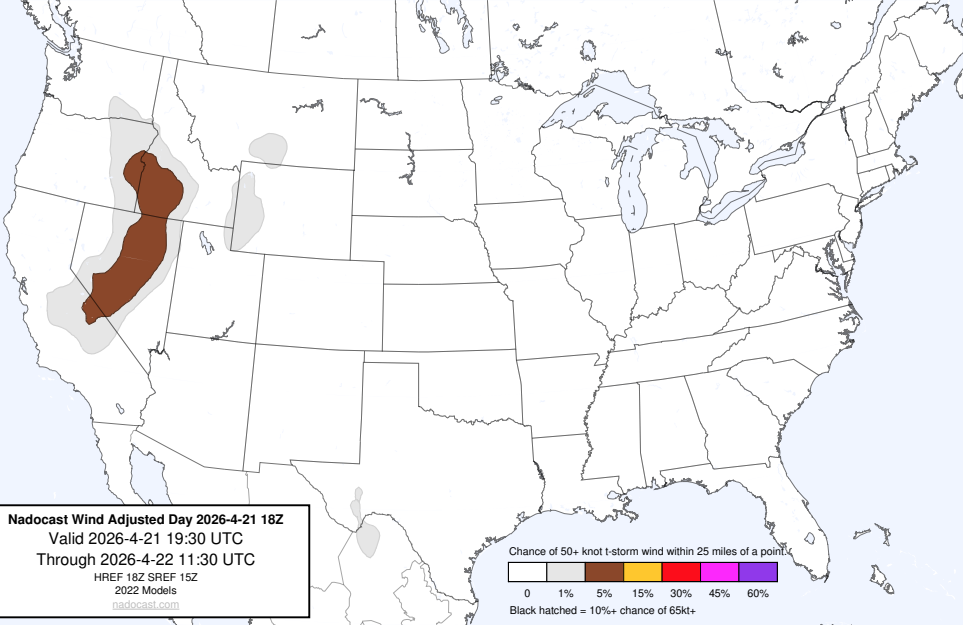 Nadocast Wind Adjusted Day 2026-4-21 18Z
Valid 2026-4-21 19:30 UTC
Through 2026-4-22 11:30 UTC
HREF 18Z SREF 15Z
2022 Models
nadocast.com
Chance of 50+ knot t-storm wind within 25 miles of a point.
0 1% 5% 15% 30% 45% 60%
Black hatched = 10%+ chance of 65kt+